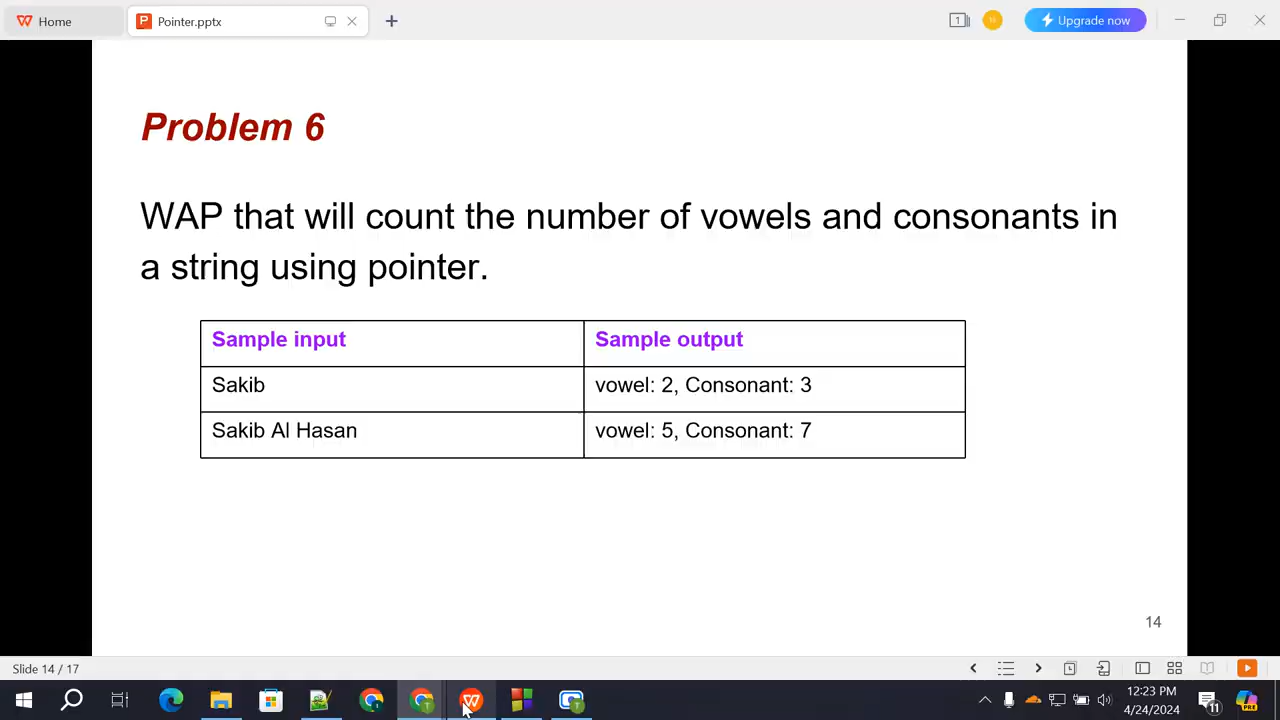 Home
Pointer.pptx
Upgrade now
Problem 6
WAP that will count the number of vowels and consonants in
a string using pointer.
Sample input
Sample output
Sakib
vowel: 2, Consonant: 3
Sakib Al Hasan
vowel: 5, Consonant: 7
14
Slide 14 / 17
12:23 PM
4/24/2024
11
PRE